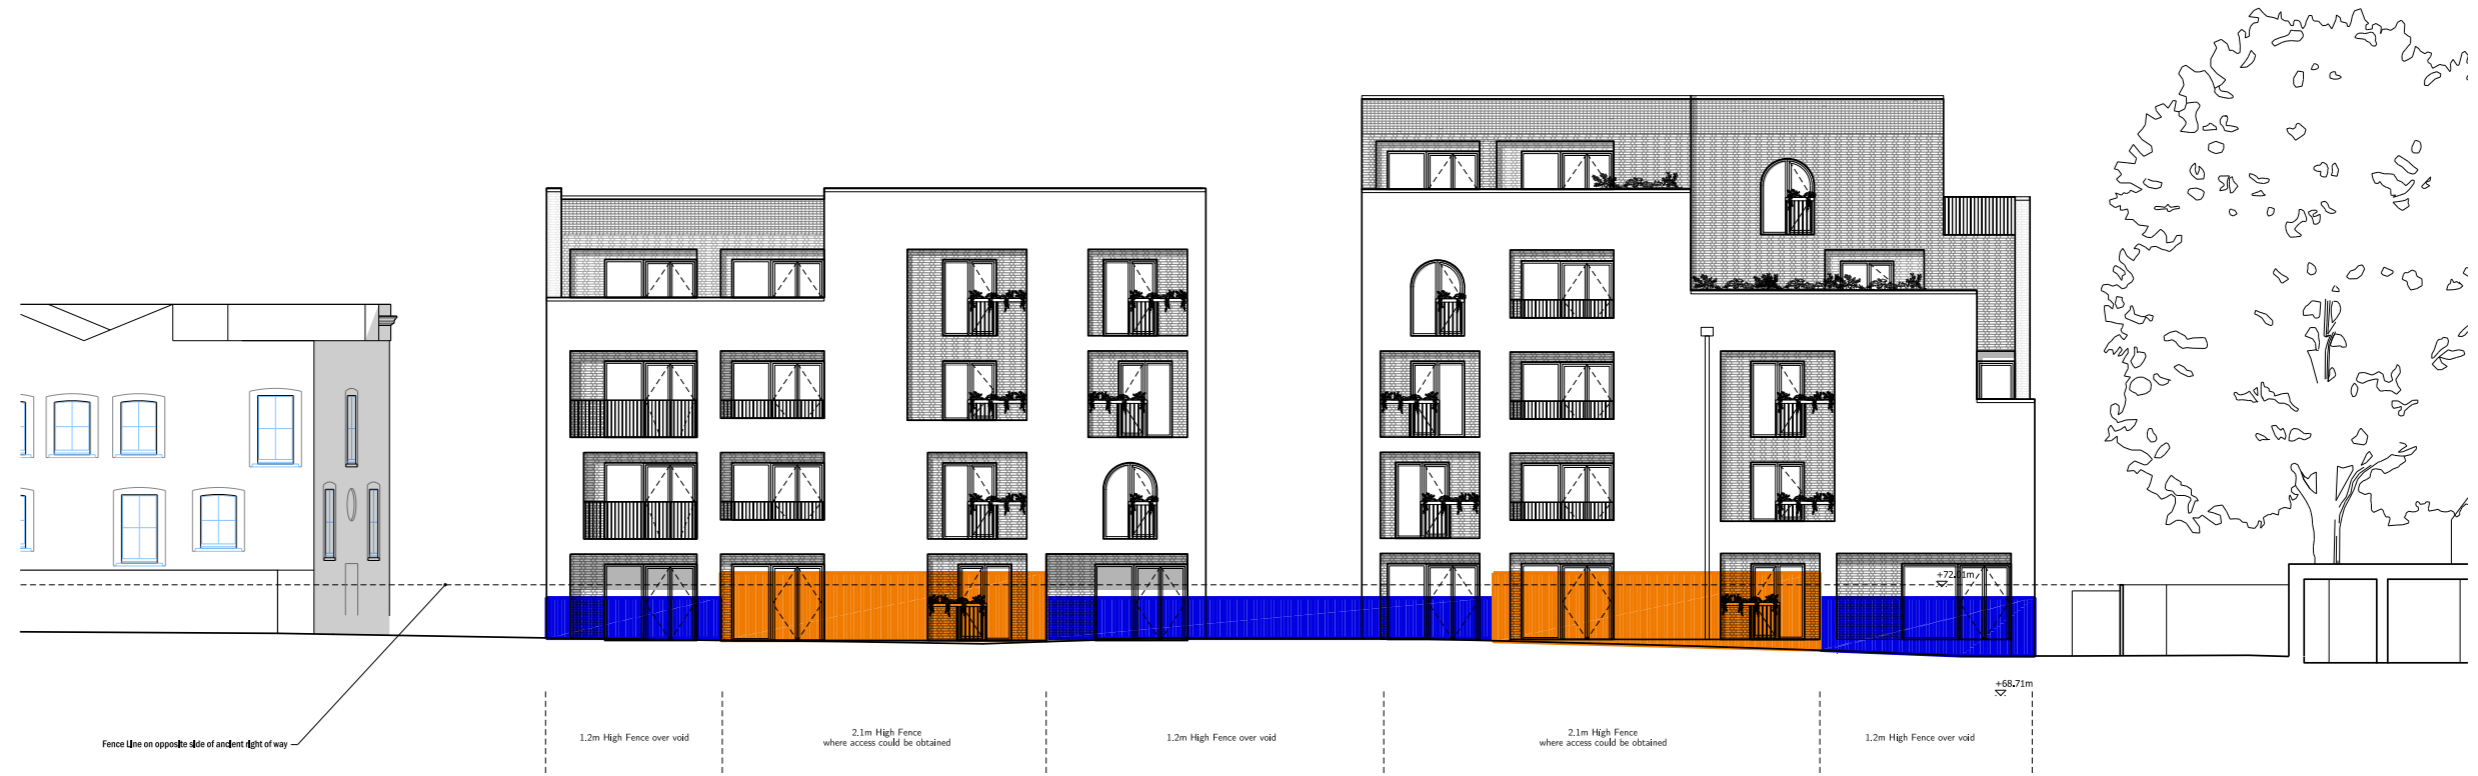 +72.01m
+68.71m
Fence Line on opposite side of ancient right of way
1.2m High Fence over void
2.1m High Fence
where access could be obtained
1.2m High Fence over void
2.1m High Fence
where access could be obtained
1.2m High Fence over void